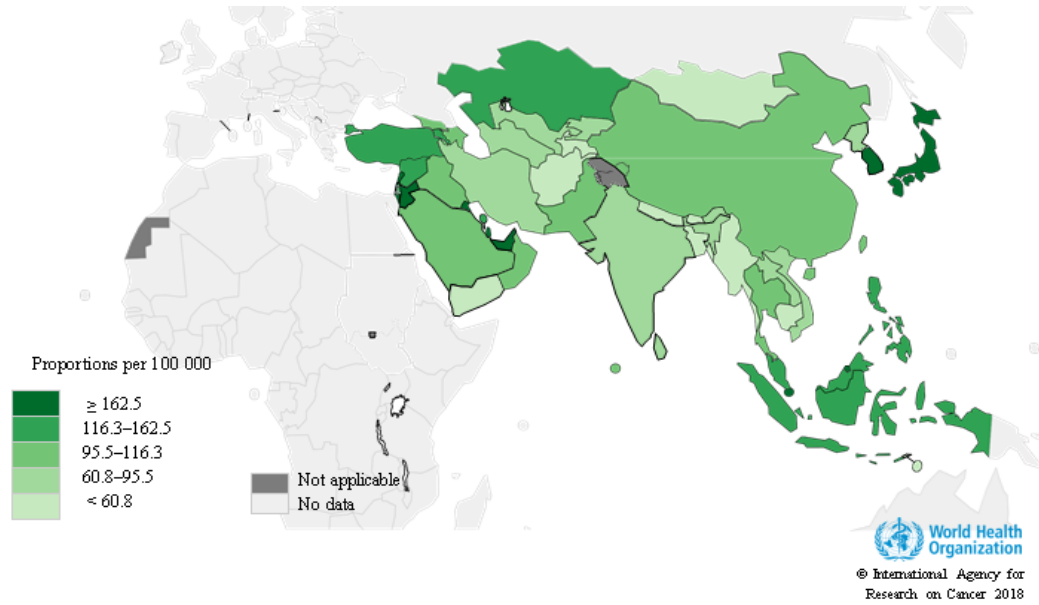 Proportions per 100 000
≥ 162.5
116.3–162.5
95.5–116.3
60.8–95.5
< 60.8
Not applicable
No data
World Health
Organization
© International Agency for
Research on Cancer 2018